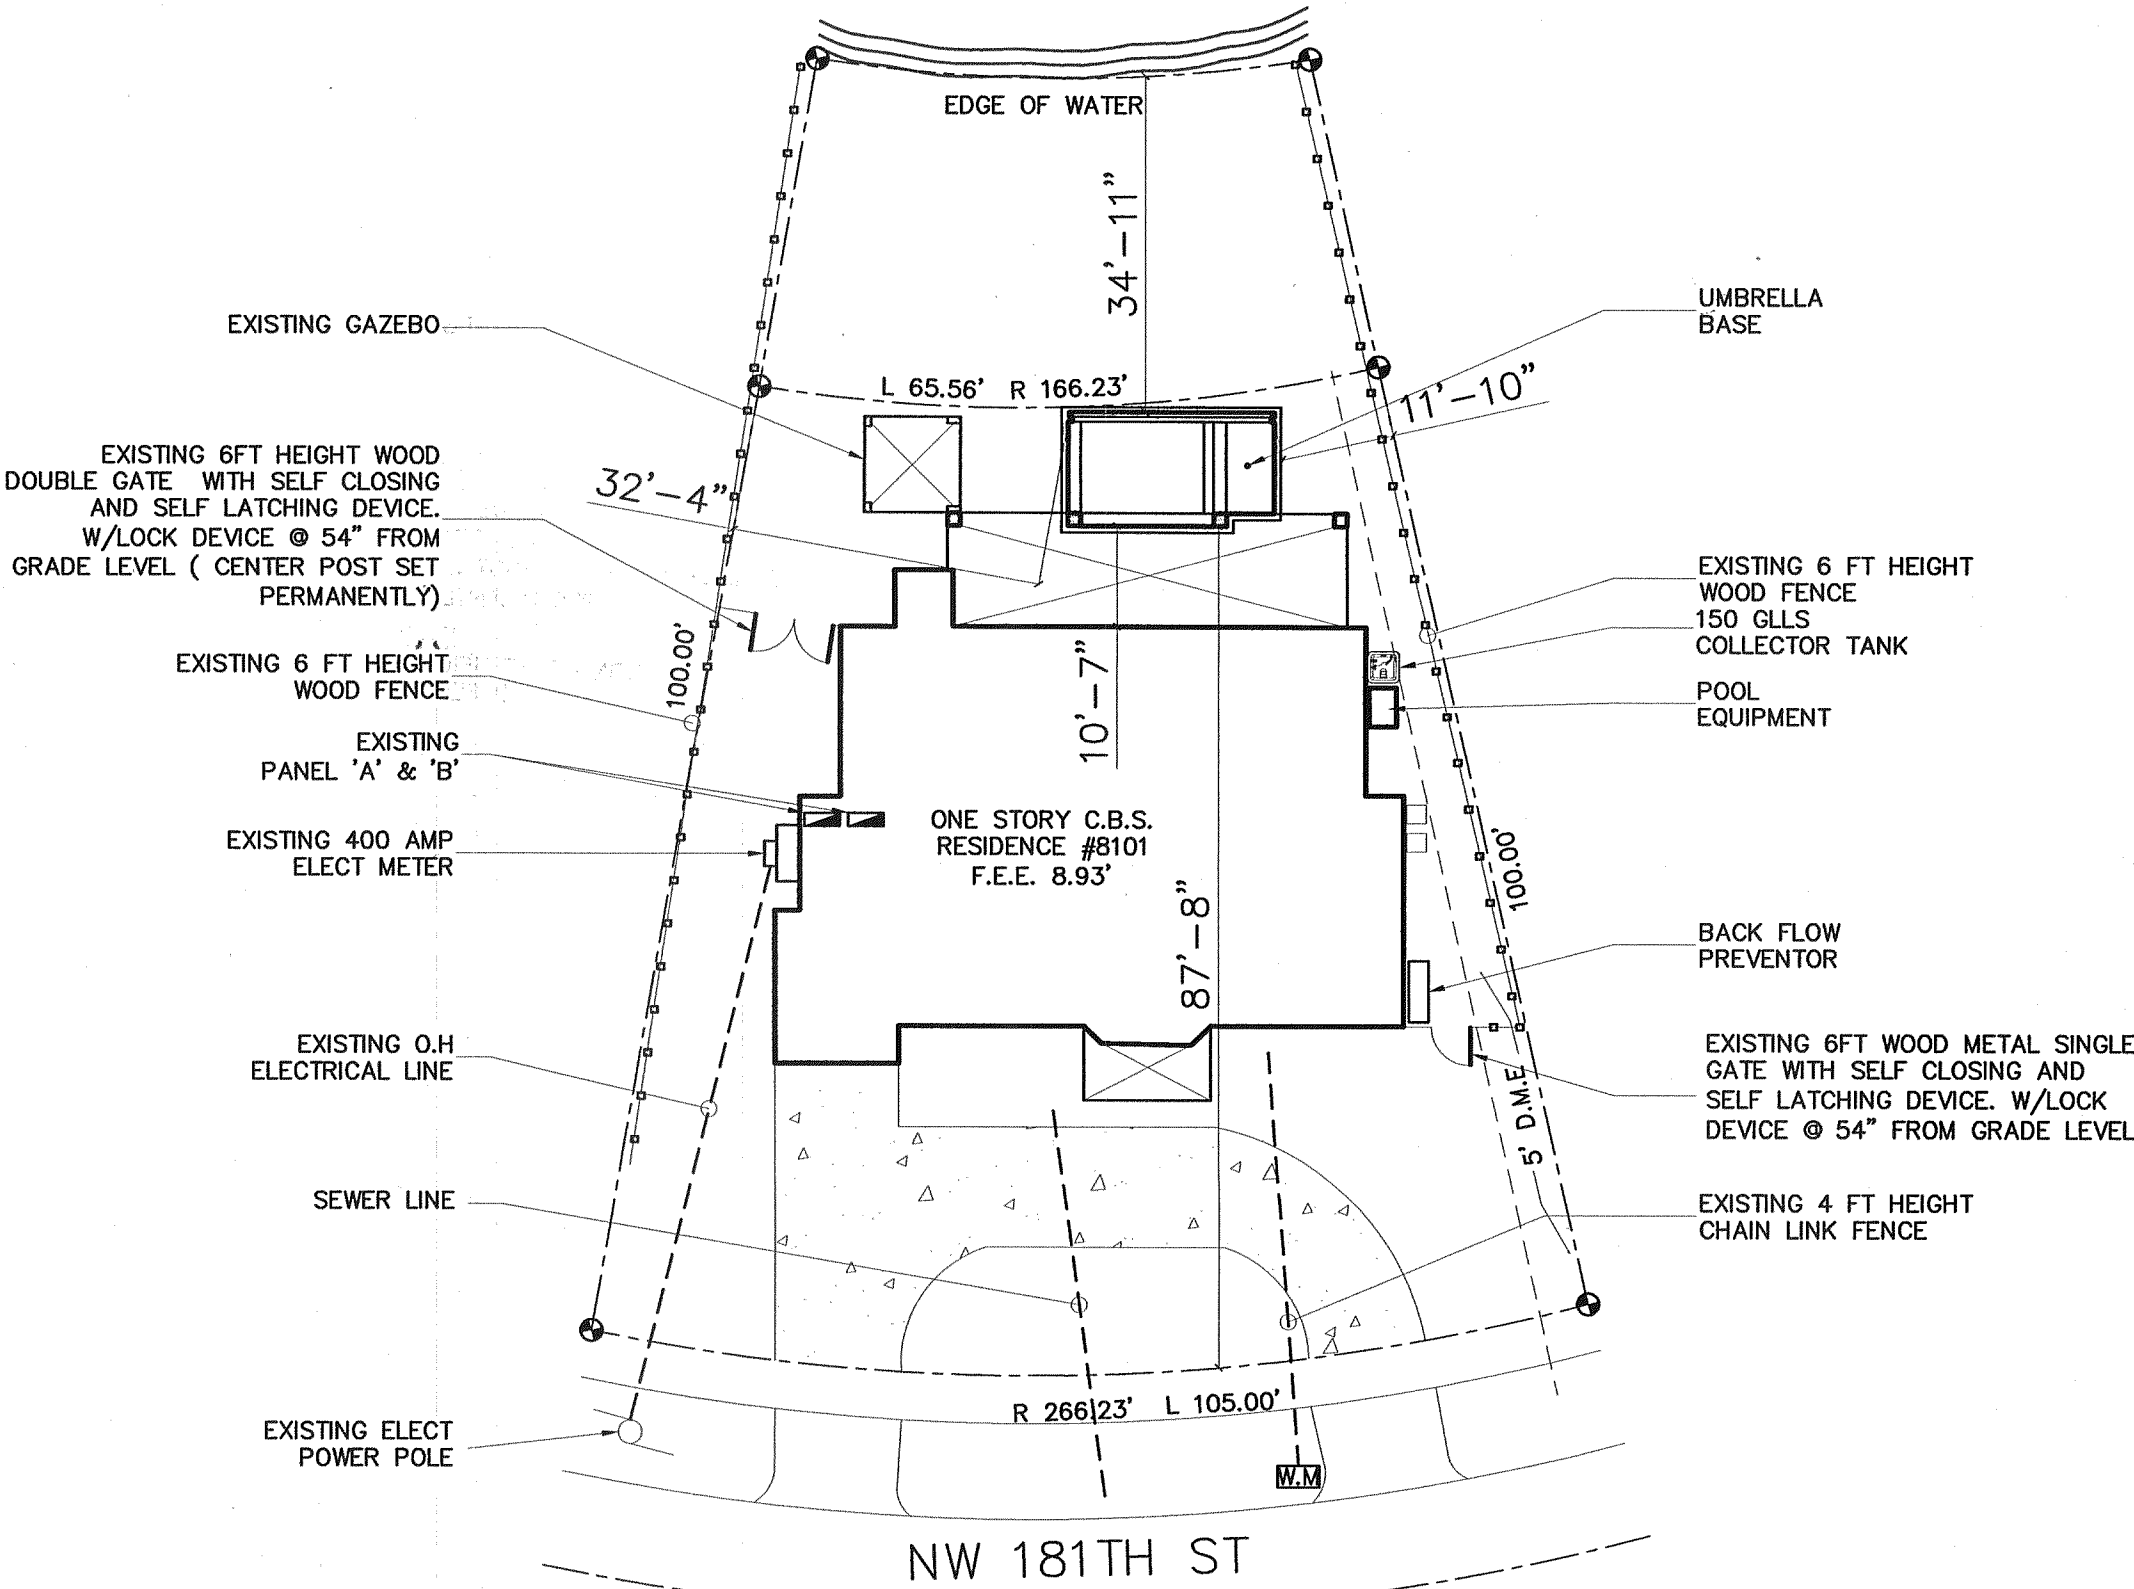 EDGE OF WATER
34'-11"
EXISTING GAZEBO
UMBRELLA
BASE
L 65.56' R 166.23'
11'-10"
EXISTING 6FT HEIGHT WOOD
DOUBLE GATE WITH SELF CLOSING
AND SELF LATCHING DEVICE.
W/LOCK DEVICE @ 54" FROM
GRADE LEVEL ( CENTER POST SET
PERMANENTLY)
32'-4"
EXISTING 6 FT HEIGHT
WOOD FENCE
150 GLLS
COLLECTOR TANK
EXISTING 6 FT HEIGHT
WOOD FENCE
100.00'
10'-7"
POOL
EQUIPMENT
EXISTING
PANEL 'A' & 'B'
ONE STORY C.B.S.
RESIDENCE #8101
F.E.E. 8.93'
EXISTING 400 AMP
ELECT METER
87'-8"
100.00'
BACK FLOW
PREVENTOR
EXISTING O.H
ELECTRICAL LINE
EXISTING 6FT WOOD METAL SINGLE
GATE WITH SELF CLOSING AND
SELF LATCHING DEVICE. W/LOCK
DEVICE @ 54" FROM GRADE LEVEL
5' D.M.E
SEWER LINE
EXISTING 4 FT HEIGHT
CHAIN LINK FENCE
R 266.23' L 105.00'
EXISTING ELECT
POWER POLE
W.M
NW 181TH ST